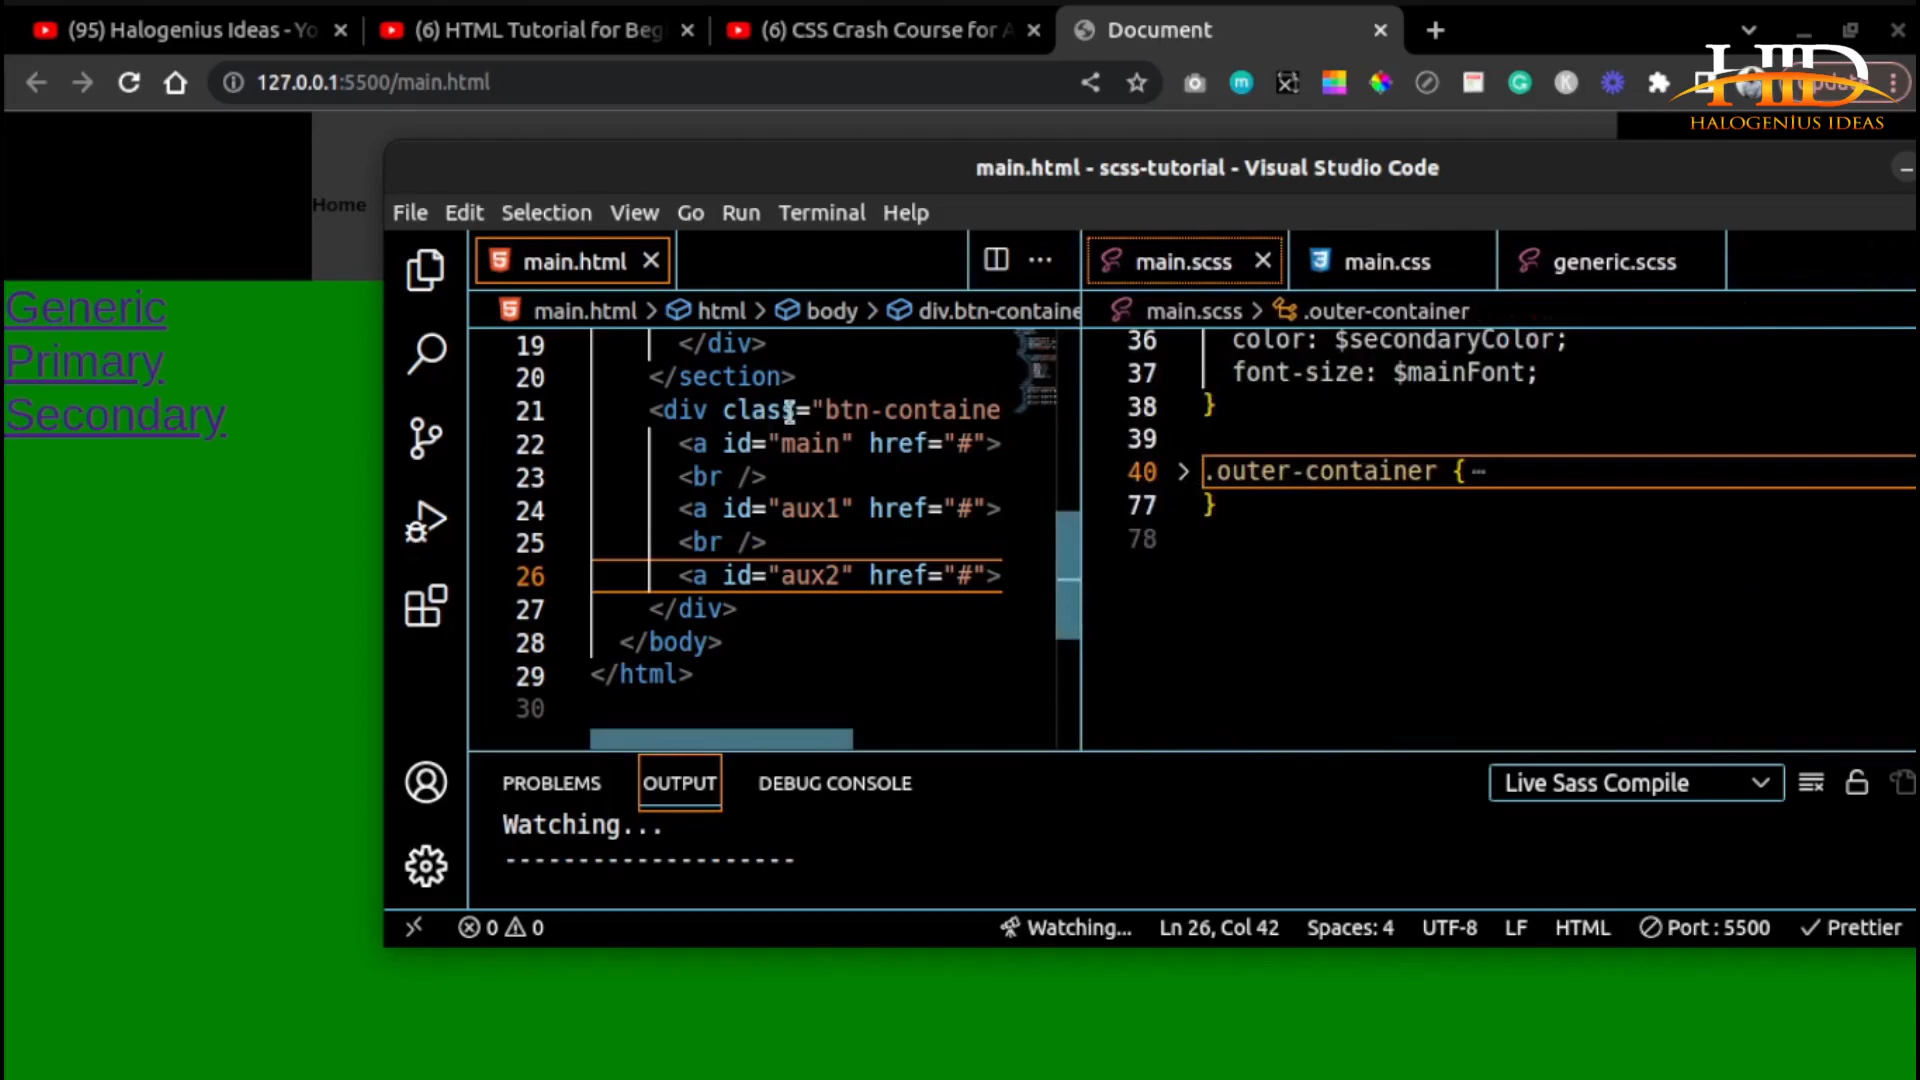 (95) Halogenius Ideas - Yo
(6) HTML Tutorial for Beg
(6) CSS Crash Course for A
Document
127.0.0.1:5500/main.html
HID
HALOGENIUS IDEAS
Home
Generic
Primary
Secondary
main.html - scss-tutorial - Visual Studio Code
File Edit Selection View Go Run Terminal Help
main.html
main.scss
main.css
generic.scss
main.html > html > body > div.btn-containe
main.scss > .outer-container
19 </div>
20 </section>
21 <div class="btn-containe
22 <a id="main" href="#">
23 <br />
24 <a id="aux1" href="#">
25 <br />
26 <a id="aux2" href="#">
27 </div>
28 </body>
29 </html>
30
36 color: $secondaryColor;
37 font-size: $mainFont;
38 }
39
40 .outer-container {
77 }
78
PROBLEMS OUTPUT DEBUG CONSOLE
Live Sass Compile
Watching...
--------------------
0 0
Watching... Ln 26, Col 42 Spaces: 4 UTF-8 LF HTML Port : 5500 Prettier